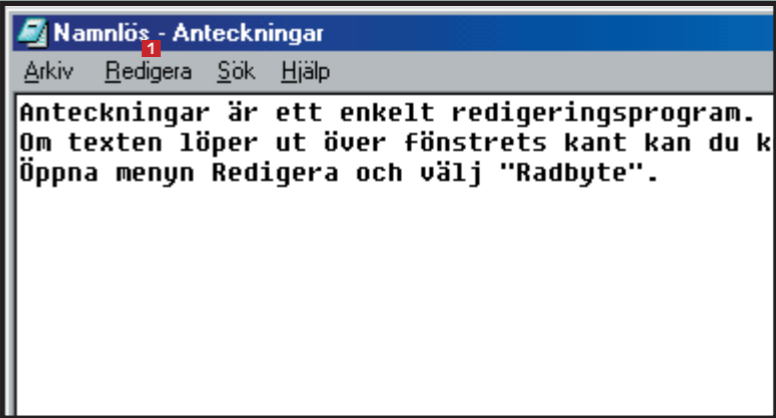 Namnlös - Anteckningar
1
Arkiv Redigera Sök Hjälp
Anteckningar är ett enkelt redigeringsprogram.
Om texten löper ut över fönstrets kant kan du k
Öppna menyn Redigera och välj "Radbyte".